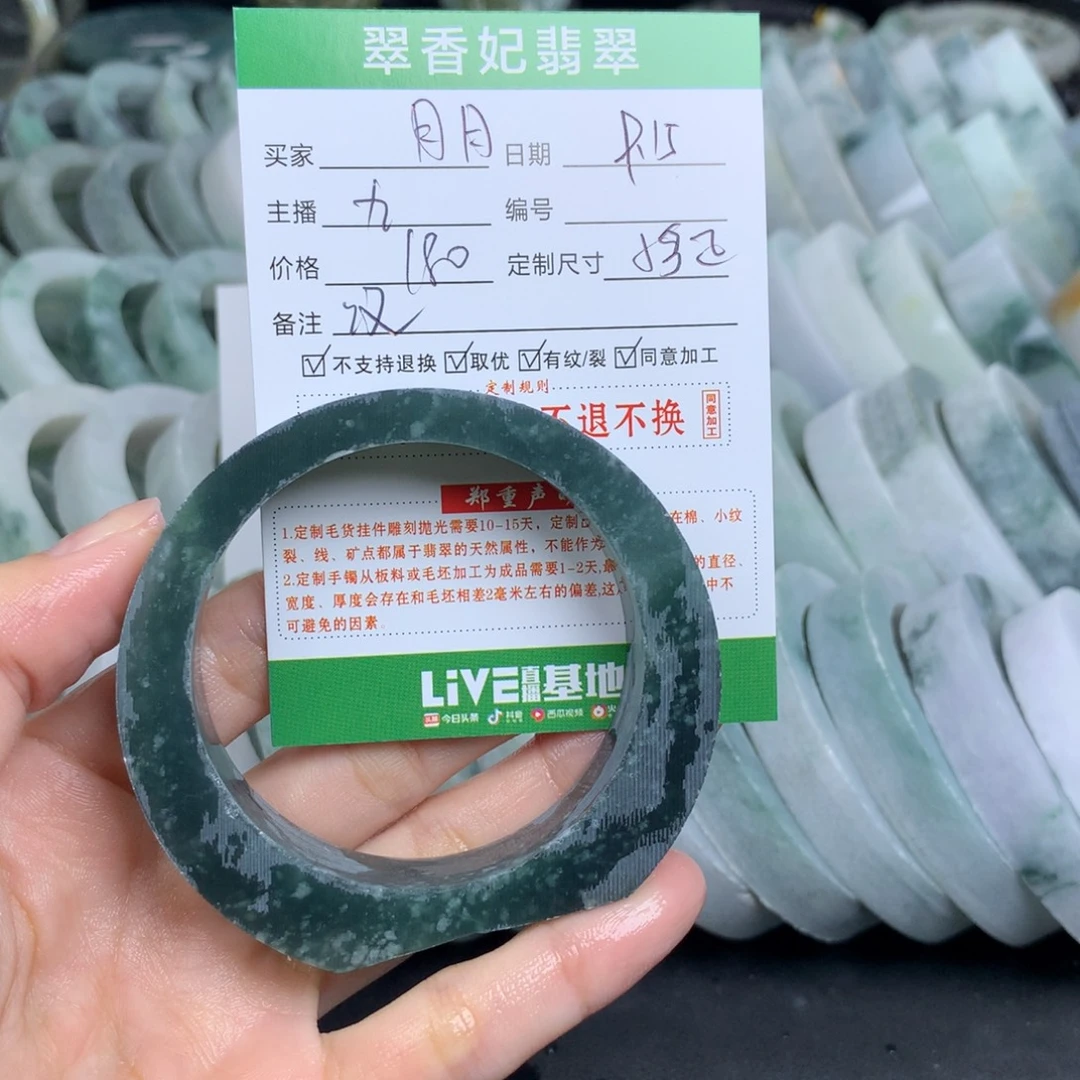 翠香妃翡翠
买家 月月 日期
主播 九 编号
价格 180 定制尺寸
备注 汉
不支持退换 取优 有纹/裂 同意加工
定制规则
不退不换 同意加工
郑重声
1.定制毛货挂件雕刻抛光需要10-15天，定制 在棉、小纹
裂、线、矿点都属于翡翠的天然属性，不能作为
2.定制手镯从板料或毛坯加工为成品需要1-2天, 的直径、
宽度、厚度会存在和毛坯相差2毫米左右的偏差,这 中不
可避免的因素
LIVE直播基地
头条 今日头条 抖音 西瓜视频 火